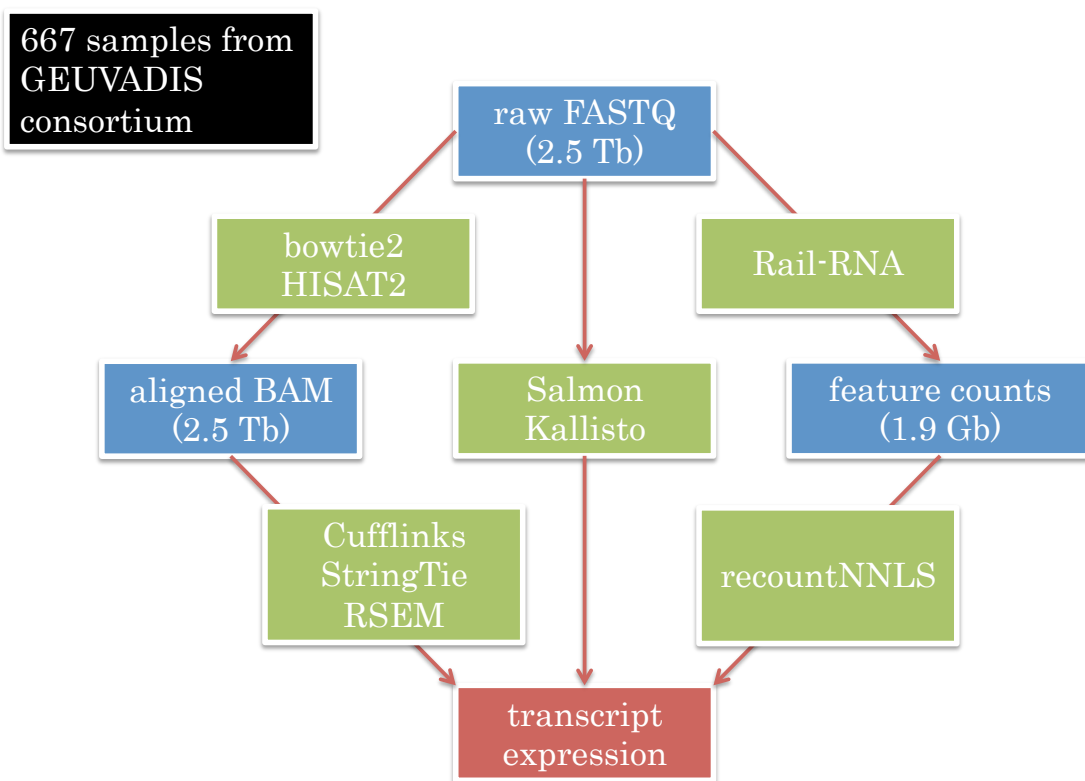 667 samples from
GEUVADIS
consortium
raw FASTQ
(2.5 Tb)
bowtie2
HISAT2
Rail-RNA
aligned BAM
(2.5 Tb)
Salmon
Kallisto
feature counts
(1.9 Gb)
Cufflinks
StringTie
RSEM
recountNNLS
transcript
expression